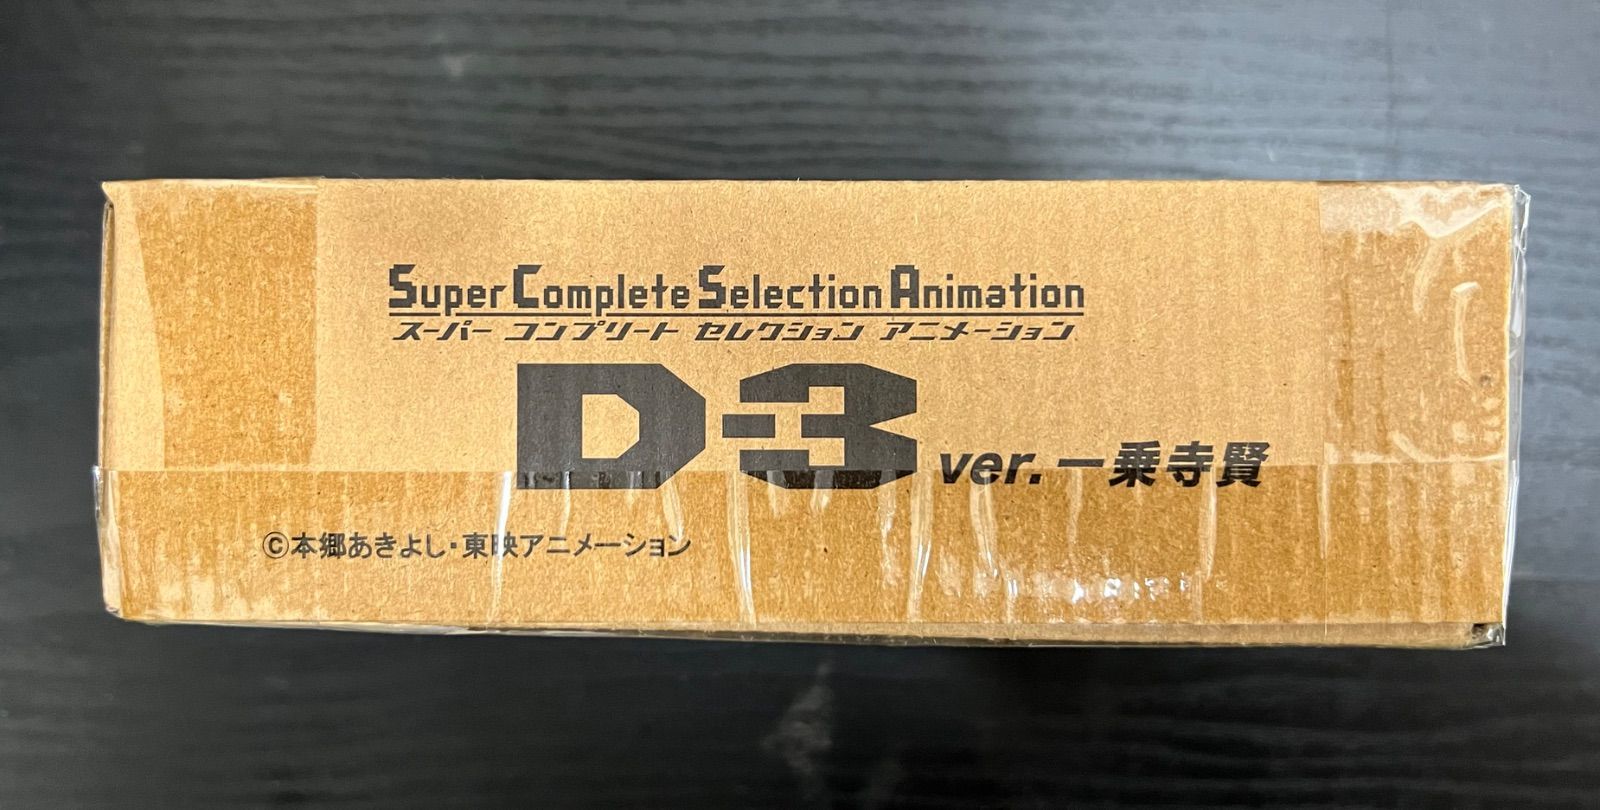 Super Complete Selection Animation
スーパー コンプリート セレクション アニメーション
D-3 ver. 一乗寺賢
©本郷あきよし・東映アニメーション